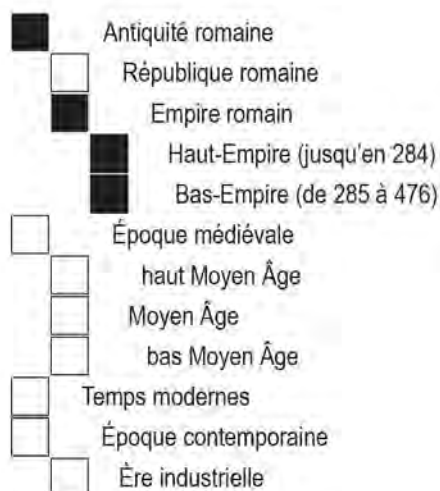 Antiquité romaine
République romaine
Empire romain
Haut-Empire (jusqu'en 284)
Bas-Empire (de 285 à 476)
Époque médiévale
haut Moyen Âge
Moyen Âge
bas Moyen Âge
Temps modernes
Époque contemporaine
Ère industrielle